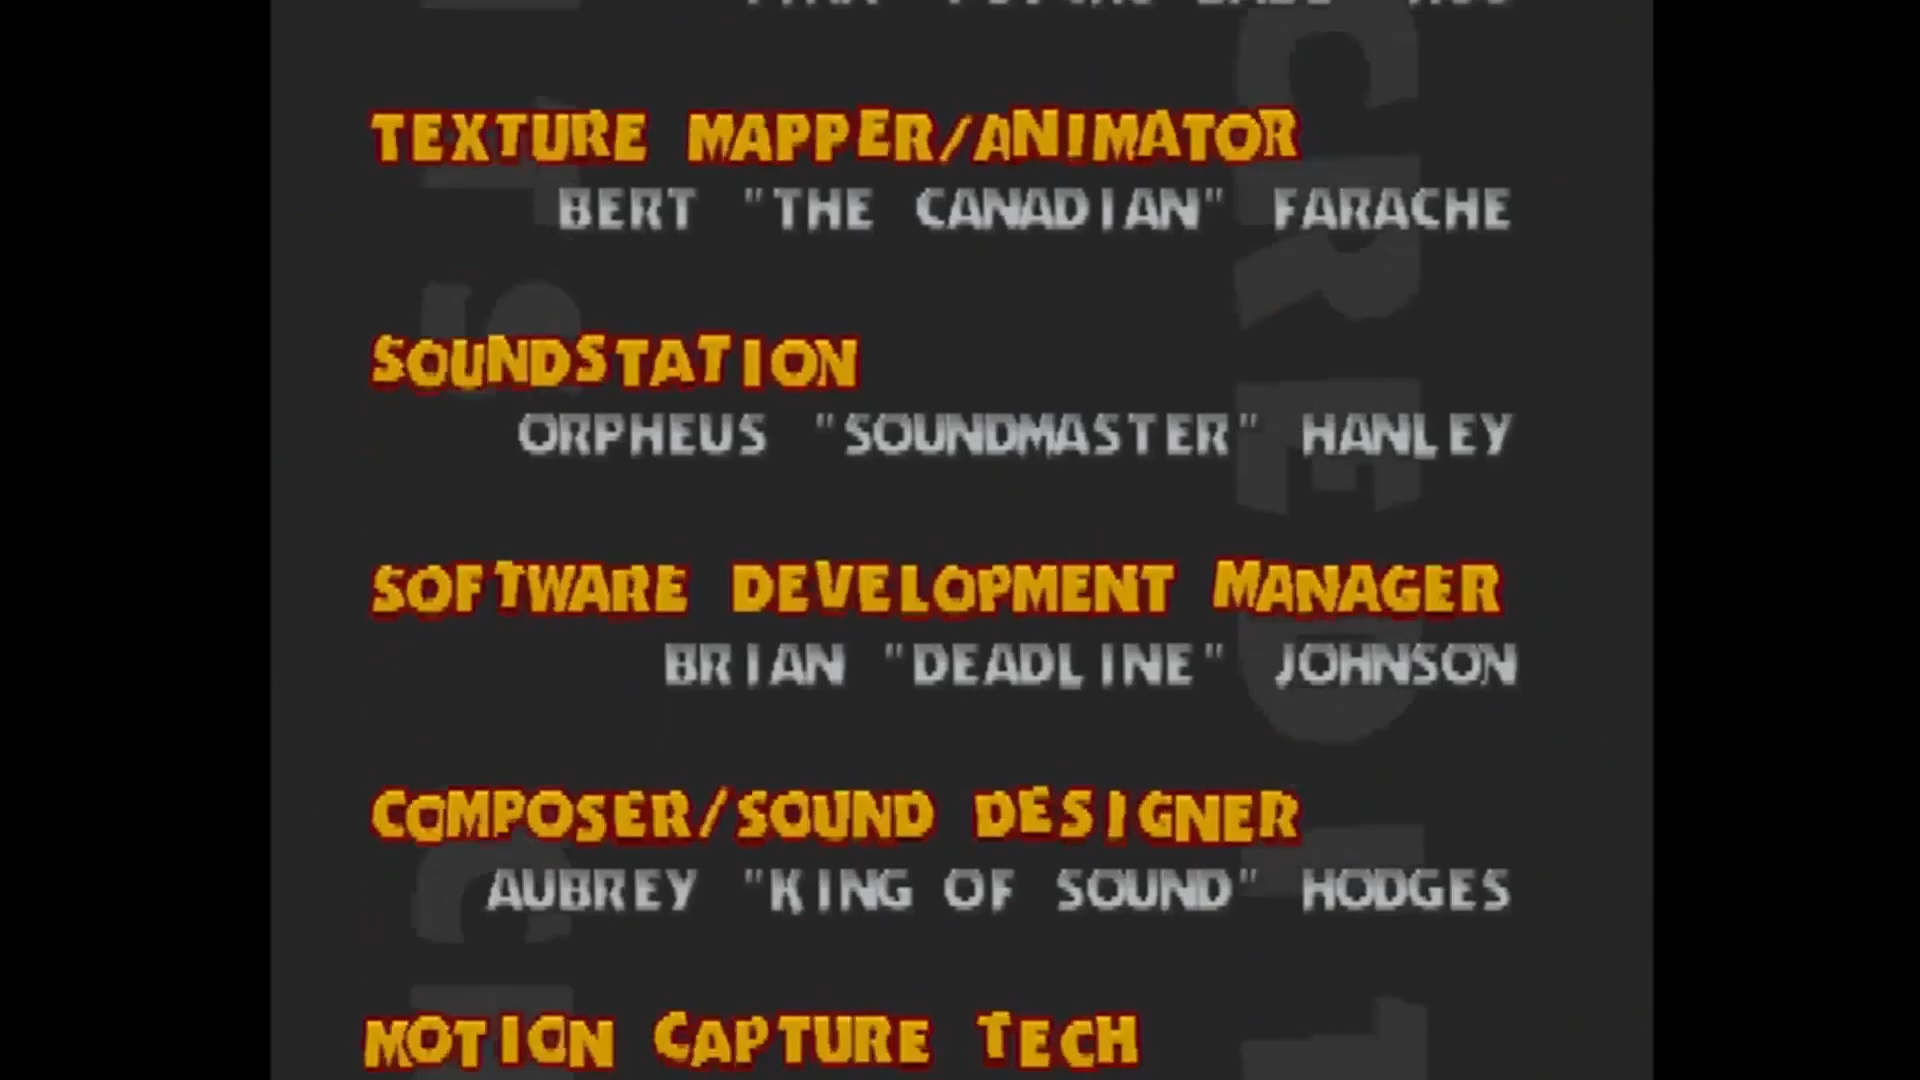 TEXTURE MAPPER/ANIMATOR
BERT "THE CANADIAN" FARACHE
SOUNDSTATION
ORPHEUS "SOUNDMASTER" HANLEY
SOFTWARE DEVELOPMENT MANAGER
BRIAN "DEADLINE" JOHNSON
COMPOSER/SOUND DESIGNER
AUBREY "KING OF SOUND" HODGES
MOTION CAPTURE TECH